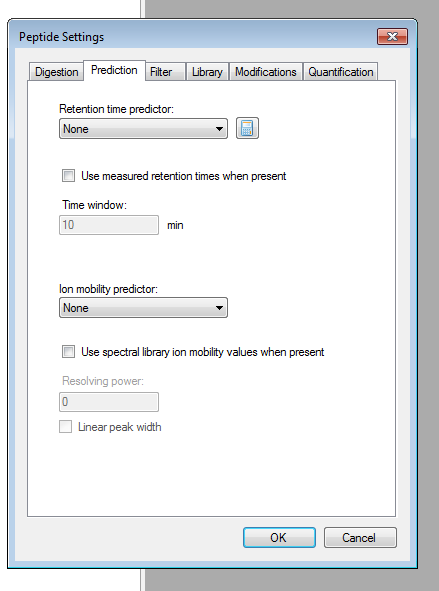 Peptide Settings
Digestion Prediction Filter Library Modifications Quantification
Retention time predictor:
None
Use measured retention times when present
Time window:
10 min
Ion mobility predictor:
None
Use spectral library ion mobility values when present
Resolving power:
0
Linear peak width
OK Cancel